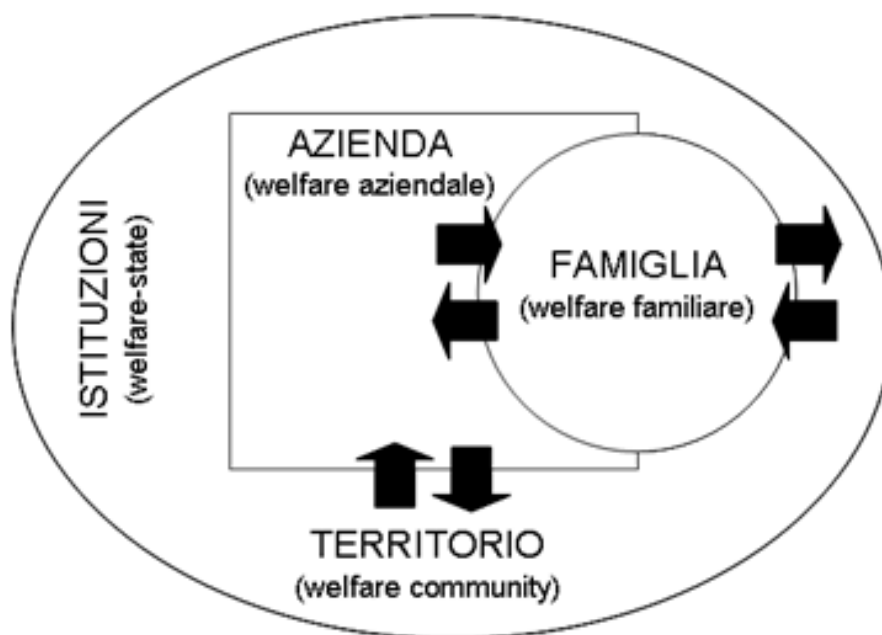 AZIENDA
(welfare aziendale)
FAMIGLIA
(welfare familiare)
ISTITUZIONI
(welfare-state)
TERRITORIO
(welfare community)